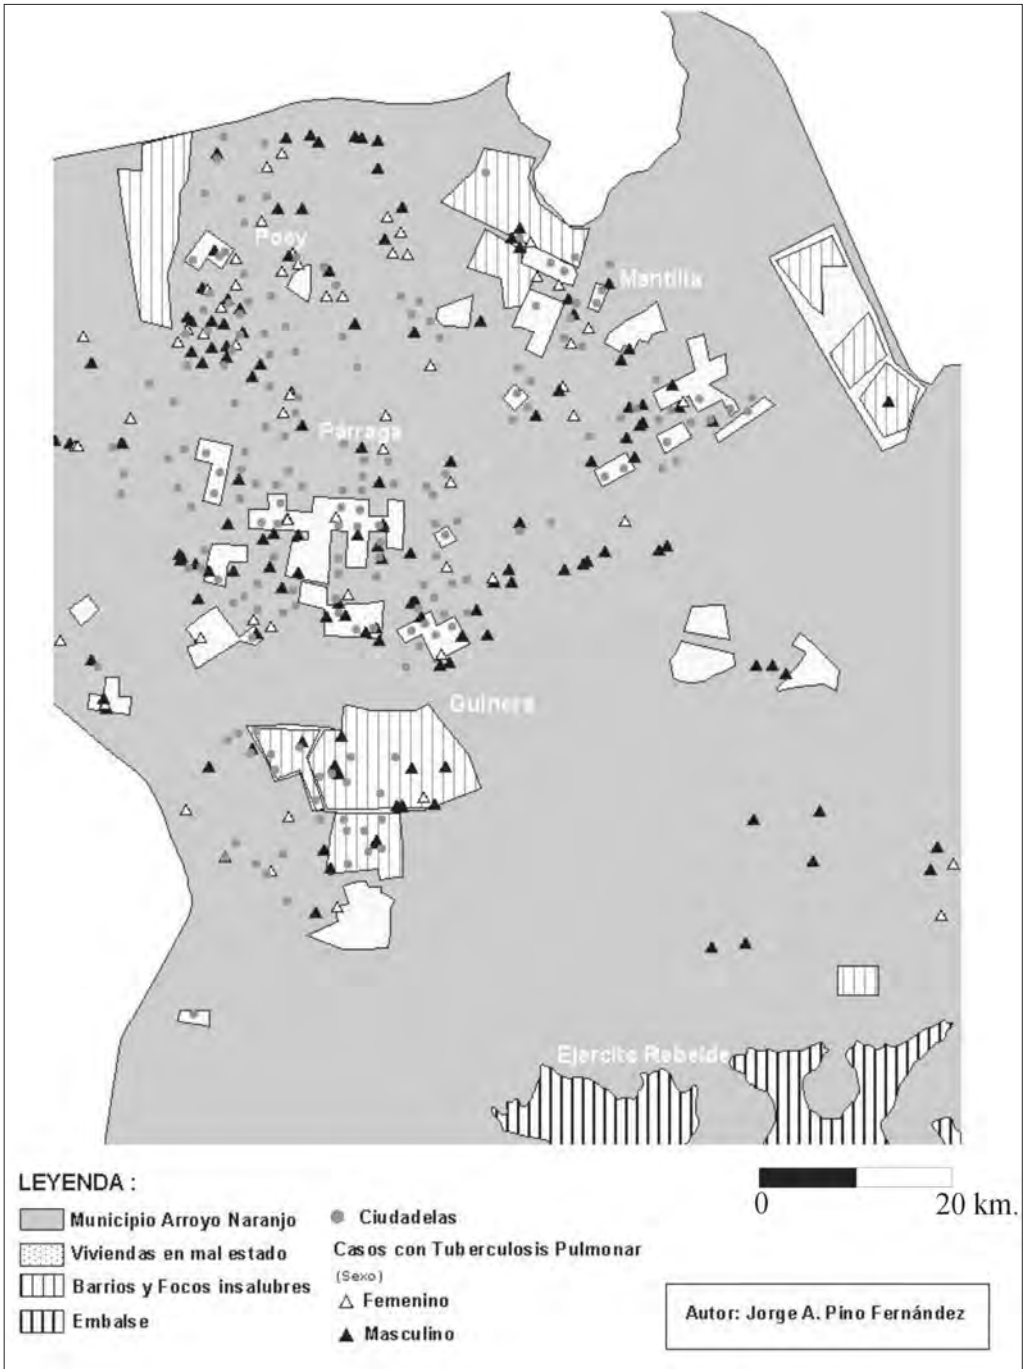 Poey
Mantilla
Parraga
Guinera
Ejercito Rebelde
LEYENDA :
Municipio Arroyo Naranjo
Viviendas en mal estado
Barrios y Focos insalubres
Embalse
Ciudadelas
Casos con Tuberculosis Pulmonar
(Sexo)
Femenino
Masculino
0 20 km.
Autor: Jorge A. Pino Fernández